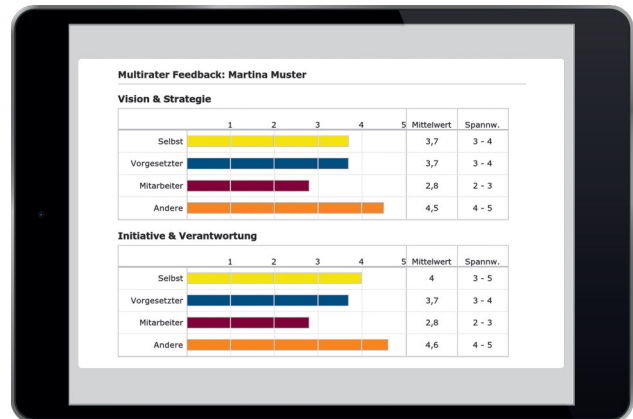 Multirater Feedback: Martina Muster
Vision & Strategie
1 2 3 4 5 Mittelwert Spannw.
Selbst 3,7 3 - 4
Vorgesetzter 3,7 3 - 4
Mitarbeiter 2,8 2 - 3
Andere 4,5 4 - 5
Initiative & Verantwortung
1 2 3 4 5 Mittelwert Spannw.
Selbst 4 3 - 5
Vorgesetzter 3,7 3 - 4
Mitarbeiter 2,8 2 - 3
Andere 4,6 4 - 5